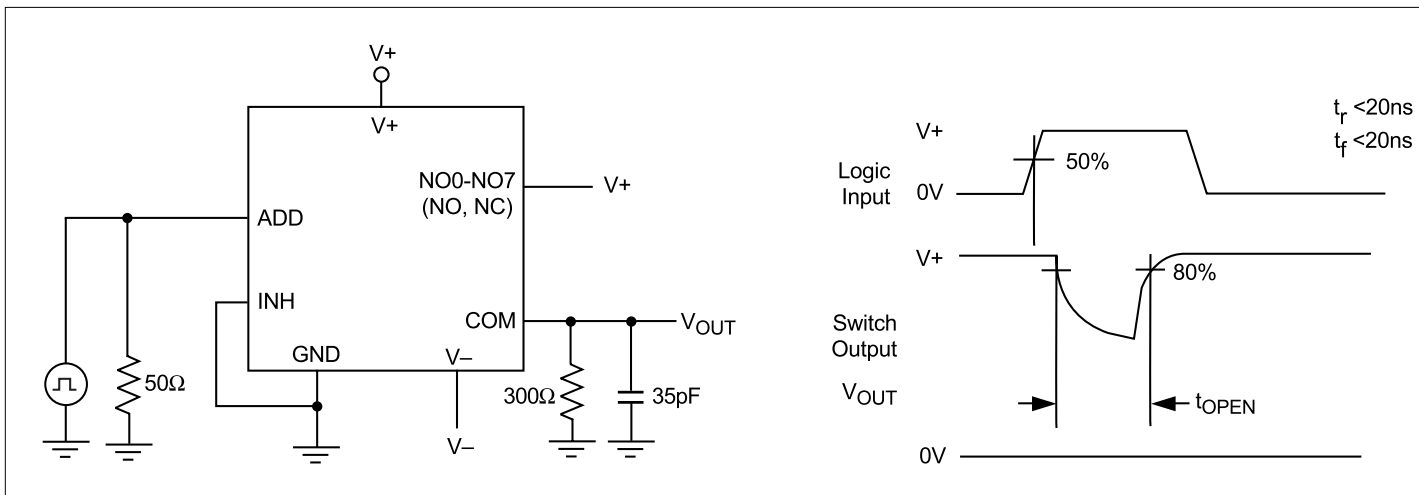 V+
V+
NO0-NO7
(NO, NC)
V+
ADD
INH
COM
VOUT
GND
V–
V–
50Ω
300Ω
35pF
tr <20ns
tf <20ns
Logic
Input
V+
0V
50%
V+
80%
Switch
Output
VOUT
tOPEN
0V